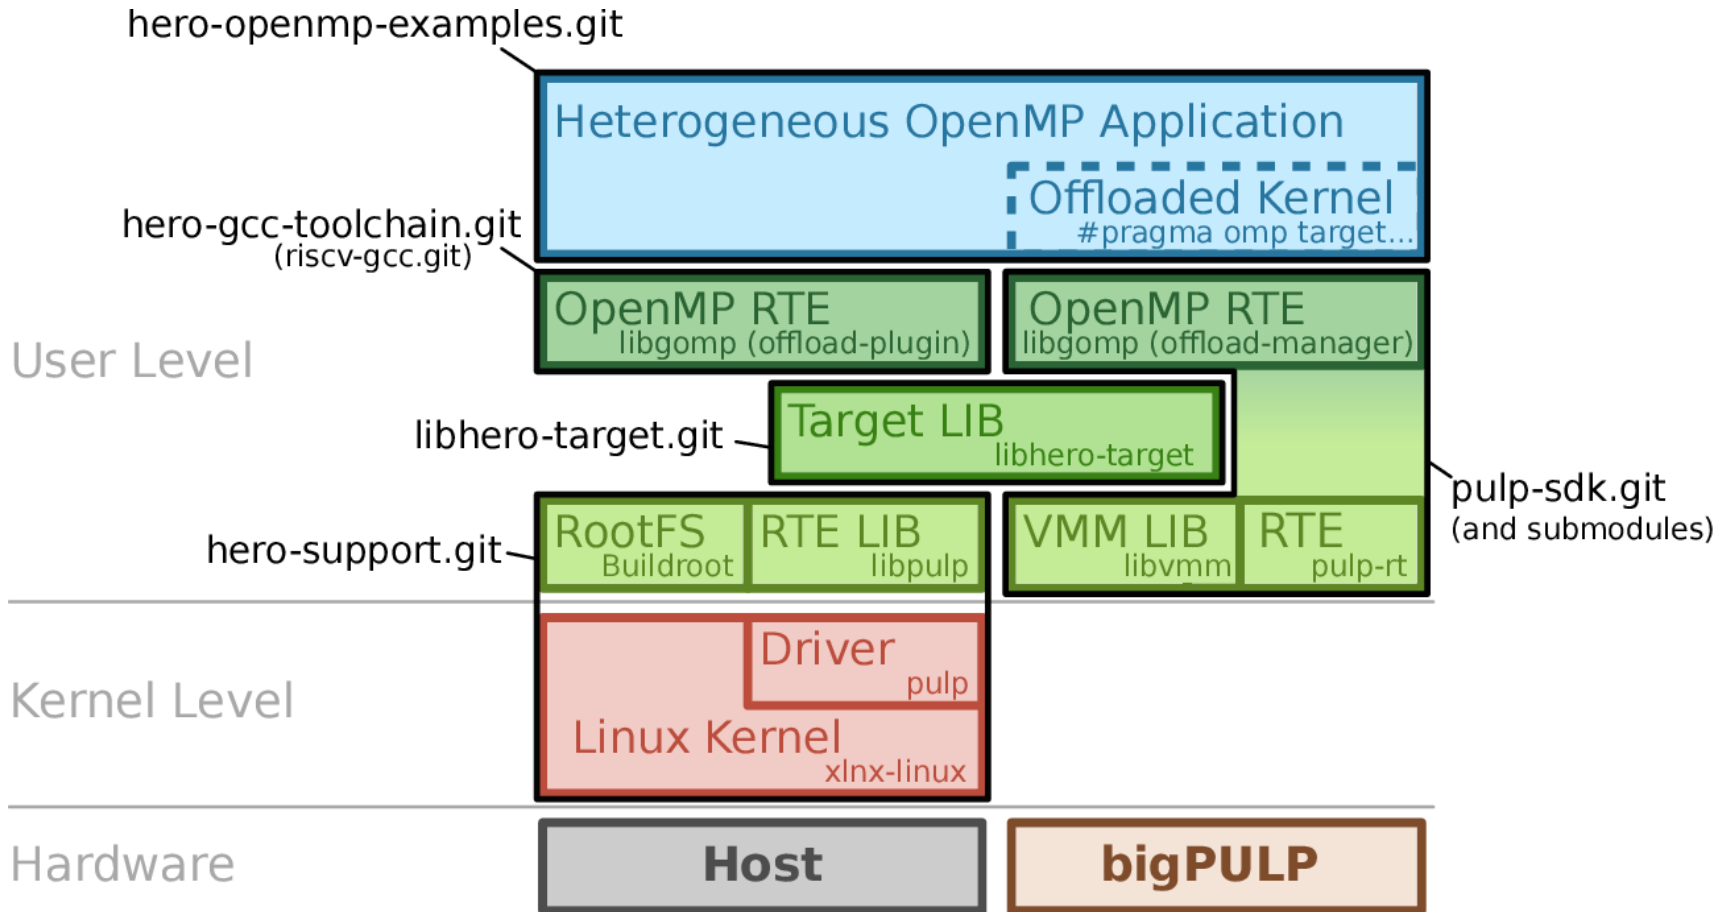 hero-openmp-examples.git
Heterogeneous OpenMP Application
Offloaded Kernel
#pragma omp target...
hero-gcc-toolchain.git
(riscv-gcc.git)
OpenMP RTE
libgomp (offload-plugin)
OpenMP RTE
libgomp (offload-manager)
User Level
Target LIB
libhero-target
libhero-target.git
pulp-sdk.git
(and submodules)
hero-support.git
RootFS
Buildroot
RTE LIB
libpulp
VMM LIB
libvmm
RTE
pulp-rt
Kernel Level
Driver
pulp
Linux Kernel
xlnx-linux
Hardware
Host
bigPULP